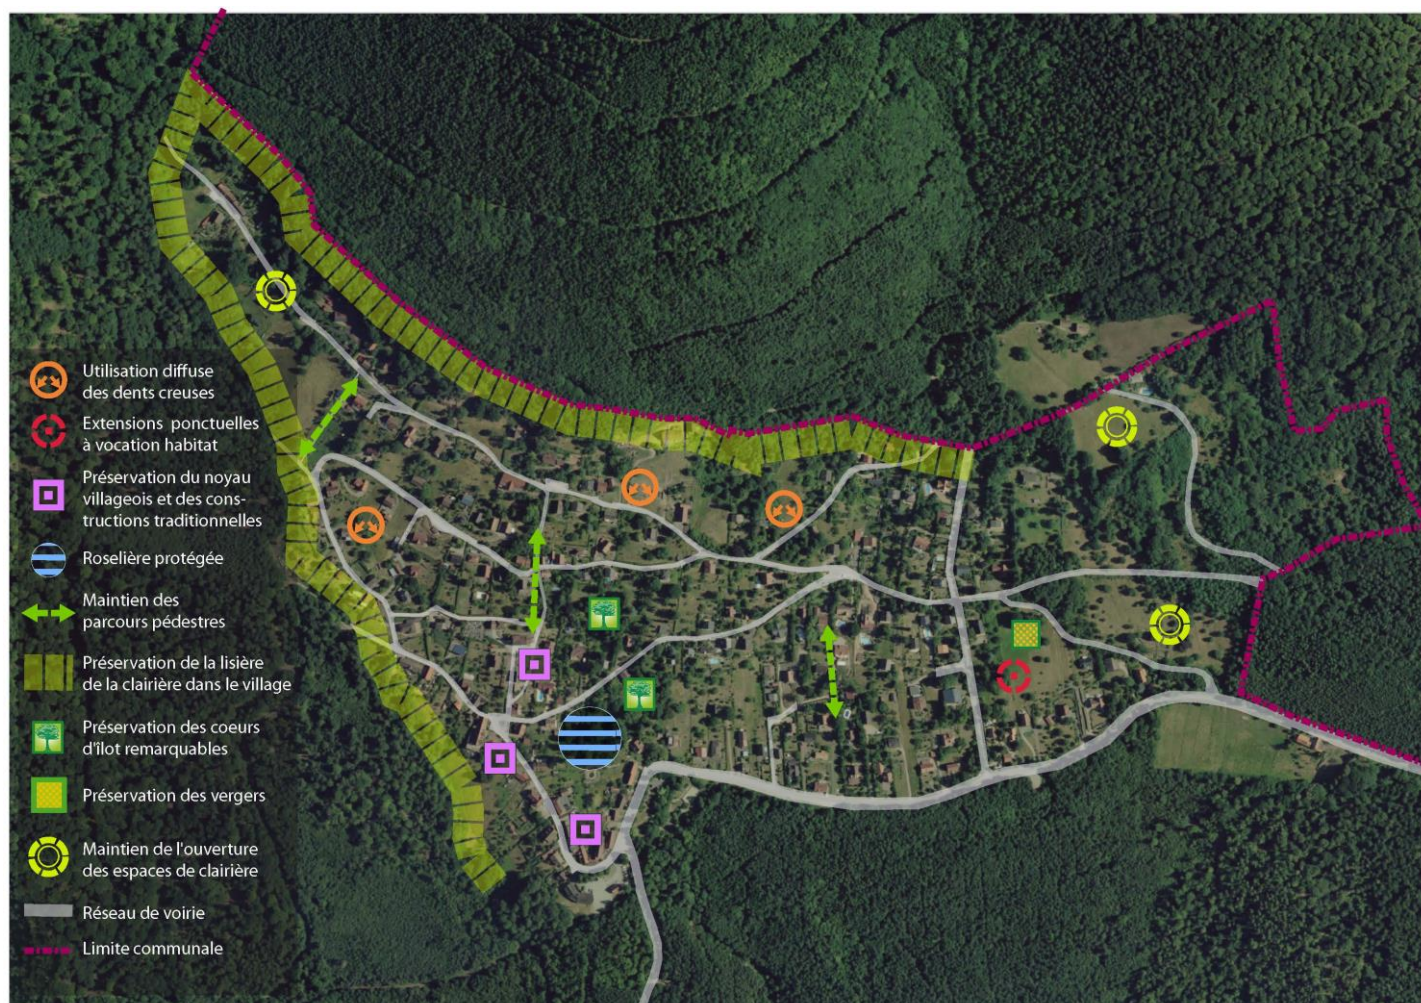 Utilisation diffuse
des dents creuses
Extensions ponctuelles
à vocation habitat
Préservation du noyau
villageois et des cons-
tructions traditionnelles
Roselière protégée
Maintien des
parcours pédestres
Préservation de la lisière
de la clairière dans le village
Préservation des coeurs
d'îlot remarquables
Préservation des vergers
Maintien de l'ouverture
des espaces de clairière
Réseau de voirie
Limite communale